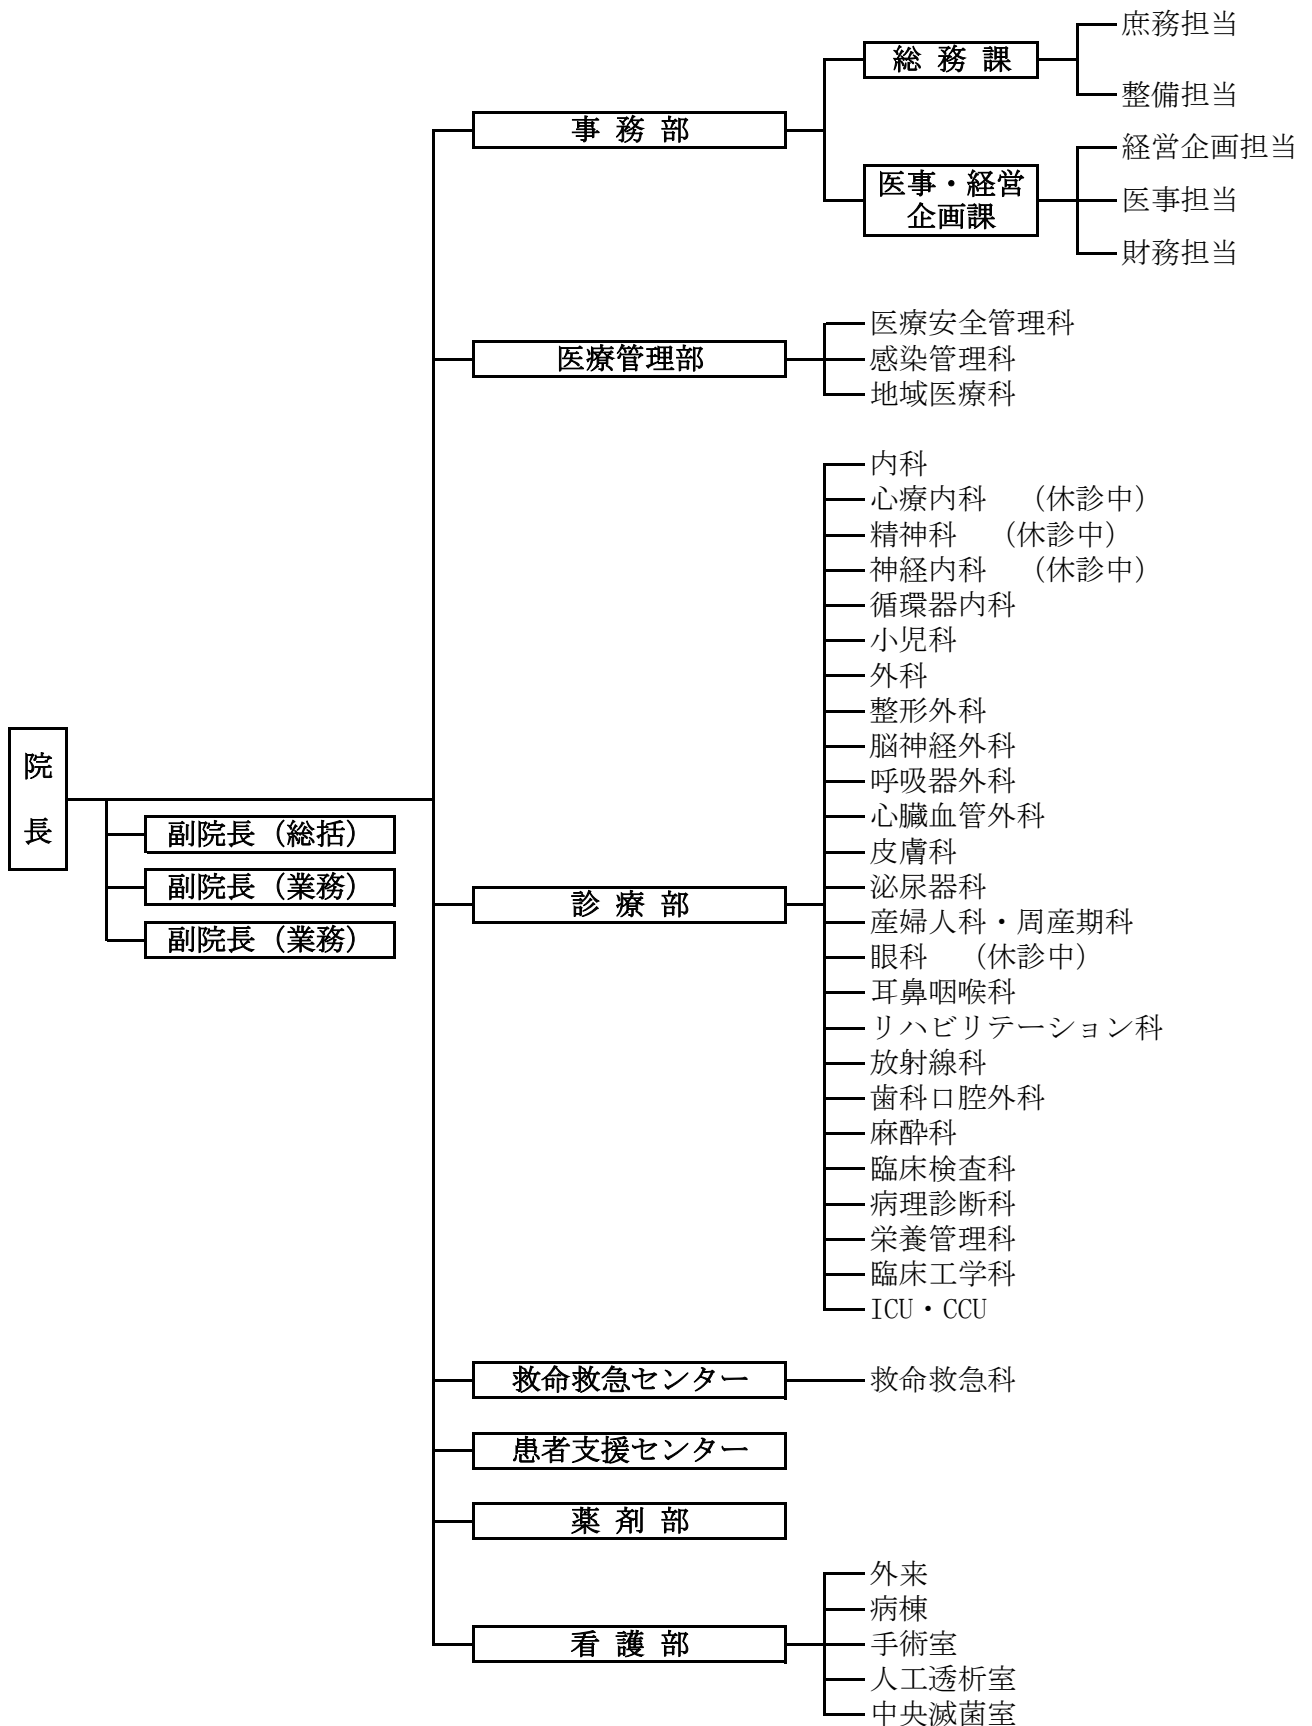 院長
副院長（総括）
副院長（業務）
副院長（業務）
事務部
総務課
庶務担当
整備担当
医事・経営
企画課
経営企画担当
医事担当
財務担当
医療管理部
医療安全管理科
感染管理科
地域医療科
診療部
内科
心療内科　（休診中）
精神科　（休診中）
神経内科　（休診中）
循環器内科
小児科
外科
整形外科
脳神経外科
呼吸器外科
心臓血管外科
皮膚科
泌尿器科
産婦人科・周産期科
眼科　（休診中）
耳鼻咽喉科
リハビリテーション科
放射線科
歯科口腔外科
麻酔科
臨床検査科
病理診断科
栄養管理科
臨床工学科
ICU・CCU
救命救急センター
救命救急科
患者支援センター
薬剤部
看護部
外来
病棟
手術室
人工透析室
中央滅菌室